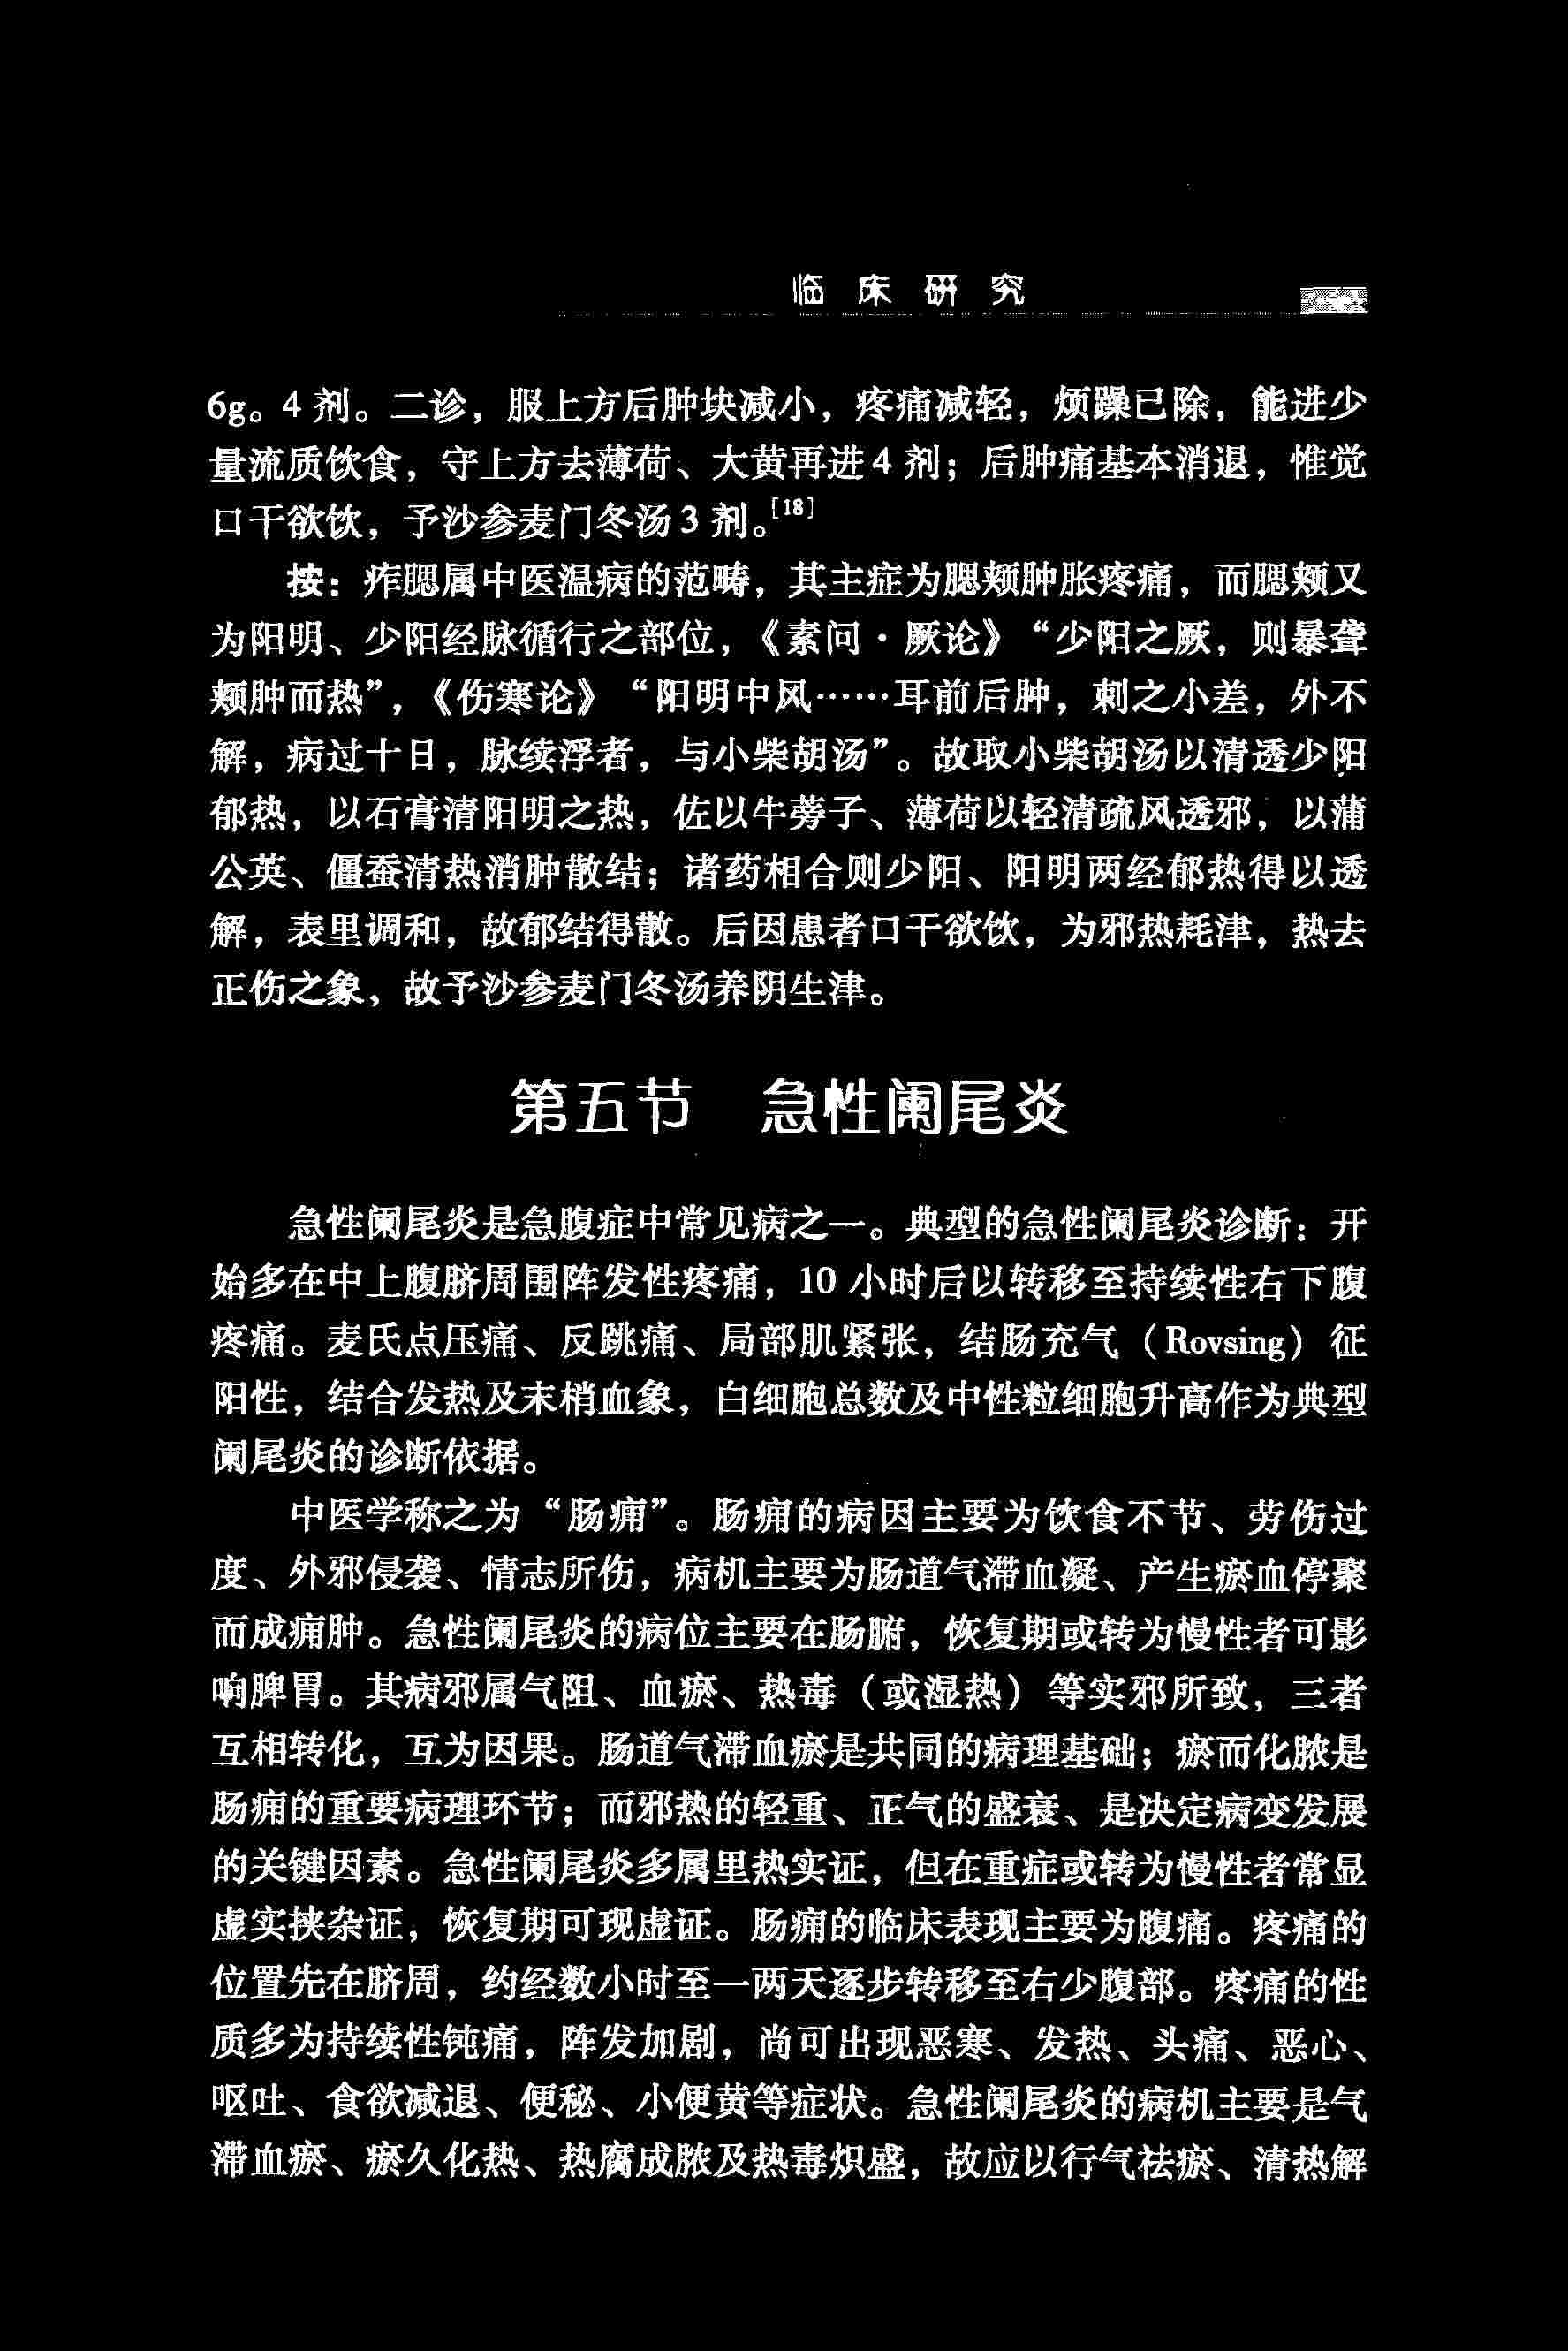 临床研究
6g。4剂。二诊，服上方后肿块减小，疼痛减轻，烦躁已除，能进少
量流质饮食，守上方去薄荷、大黄再进4剂；后肿痛基本消退，惟觉
口干欲饮，予沙参麦门冬汤3剂。[18]
按：痄腮属中医温病的范畴，其主症为腮颊肿胀疼痛，而腮颊又
为阳明、少阳经脉循行之部位，《素问·厥论》“少阳之厥，则暴聋
颊肿而热”，《伤寒论》“阳明中风……耳前后肿，刺之小差，外不
解，病过十日，脉续浮者，与小柴胡汤”。故取小柴胡汤以清透少阳
郁热，以石膏清阳明之热，佐以牛蒡子、薄荷以轻清疏风透邪，以蒲
公英、僵蚕清热消肿散结；诸药相合则少阳、阳明两经郁热得以透
解，表里调和，故郁结得散。后因患者口干欲饮，为邪热耗津，热去
正伤之象，故予沙参麦门冬汤养阴生津。
第五节 急性阑尾炎
急性阑尾炎是急腹症中常见病之一。典型的急性阑尾炎诊断：开
始多在中上腹脐周围阵发性疼痛，10小时后以转移至持续性右下腹
疼痛。麦氏点压痛、反跳痛、局部肌紧张，结肠充气（Rovsing）征
阳性，结合发热及末梢血象，白细胞总数及中性粒细胞升高作为典型
阑尾炎的诊断依据。
中医学称之为“肠痈”。肠痈的病因主要为饮食不节、劳伤过
度、外邪侵袭、情志所伤，病机主要为肠道气滞血凝、产生瘀血停聚
而成痈肿。急性阑尾炎的病位主要在肠腑，恢复期或转为慢性者可影
响脾胃。其病邪属气阻、血瘀、热毒（或湿热）等实邪所致，三者
互相转化，互为因果。肠道气滞血瘀是共同的病理基础；瘀而化脓是
肠痈的重要病理环节；而邪热的轻重、正气的盛衰、是决定病变发展
的关键因素。急性阑尾炎多属里热实证，但在重症或转为慢性者常显
虚实挟杂证，恢复期可现虚证。肠痈的临床表现主要为腹痛。疼痛的
位置先在脐周，约经数小时至一两天逐步转移至右少腹部。疼痛的性
质多为持续性钝痛，阵发加剧，尚可出现恶寒、发热、头痛、恶心、
呕吐、食欲减退、便秘、小便黄等症状。急性阑尾炎的病机主要是气
滞血瘀、瘀久化热、热腐成脓及热毒炽盛，故应以行气祛瘀、清热解